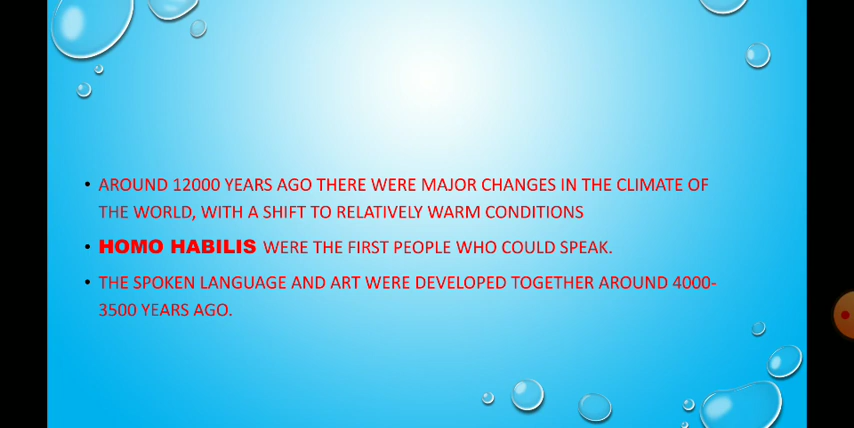 • AROUND 12000 YEARS AGO THERE WERE MAJOR CHANGES IN THE CLIMATE OF
THE WORLD, WITH A SHIFT TO RELATIVELY WARM CONDITIONS
• HOMO HABILIS WERE THE FIRST PEOPLE WHO COULD SPEAK.
• THE SPOKEN LANGUAGE AND ART WERE DEVELOPED TOGETHER AROUND 4000-
3500 YEARS AGO.